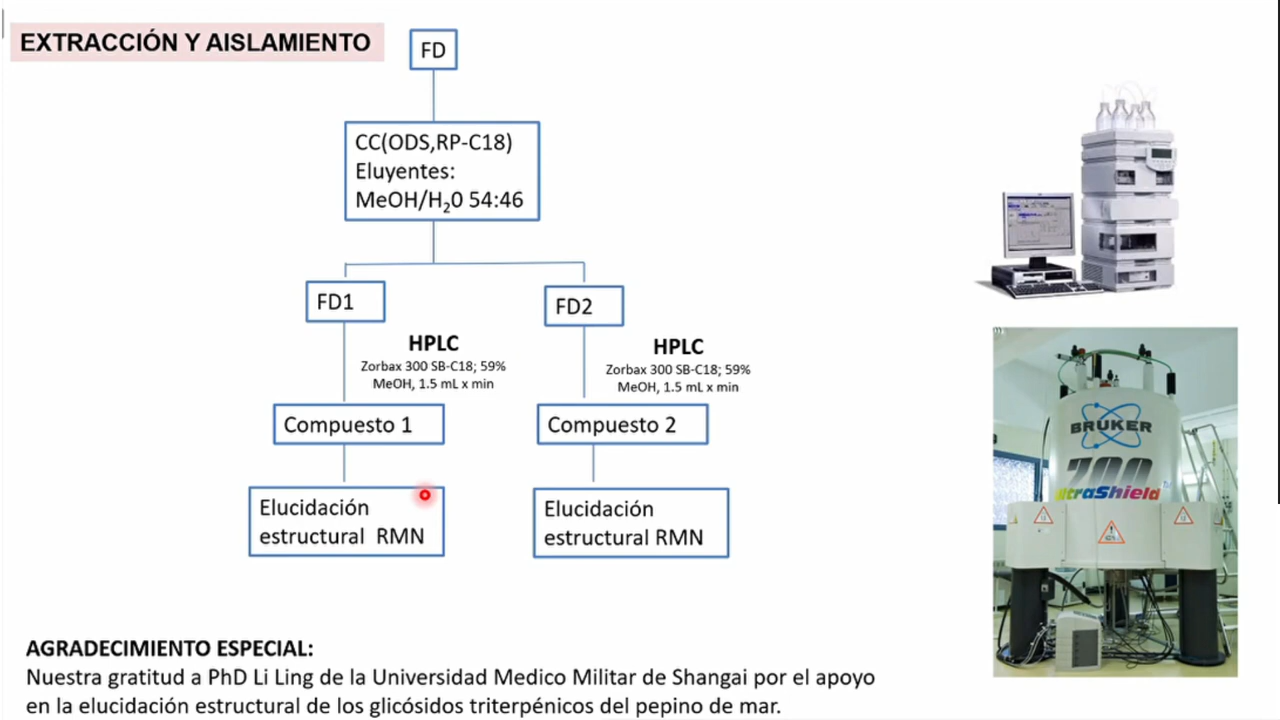 EXTRACCIÓN Y AISLAMIENTO
FD
CC(ODS,RP-C18)
Eluyentes:
MeOH/H₂0 54:46
FD1
FD2
HPLC
Zorbax 300 SB-C18; 59%
MeOH, 1.5 mL x min
HPLC
Zorbax 300 SB-C18; 59%
MeOH, 1.5 mL x min
Compuesto 1
Compuesto 2
Elucidación
estructural RMN
Elucidación
estructural RMN
BRUKER
700
UltraShield
AGRADECIMIENTO ESPECIAL:
Nuestra gratitud a PhD Li Ling de la Universidad Medico Militar de Shangai por el apoyo
en la elucidación estructural de los glicósidos triterpénicos del pepino de mar.